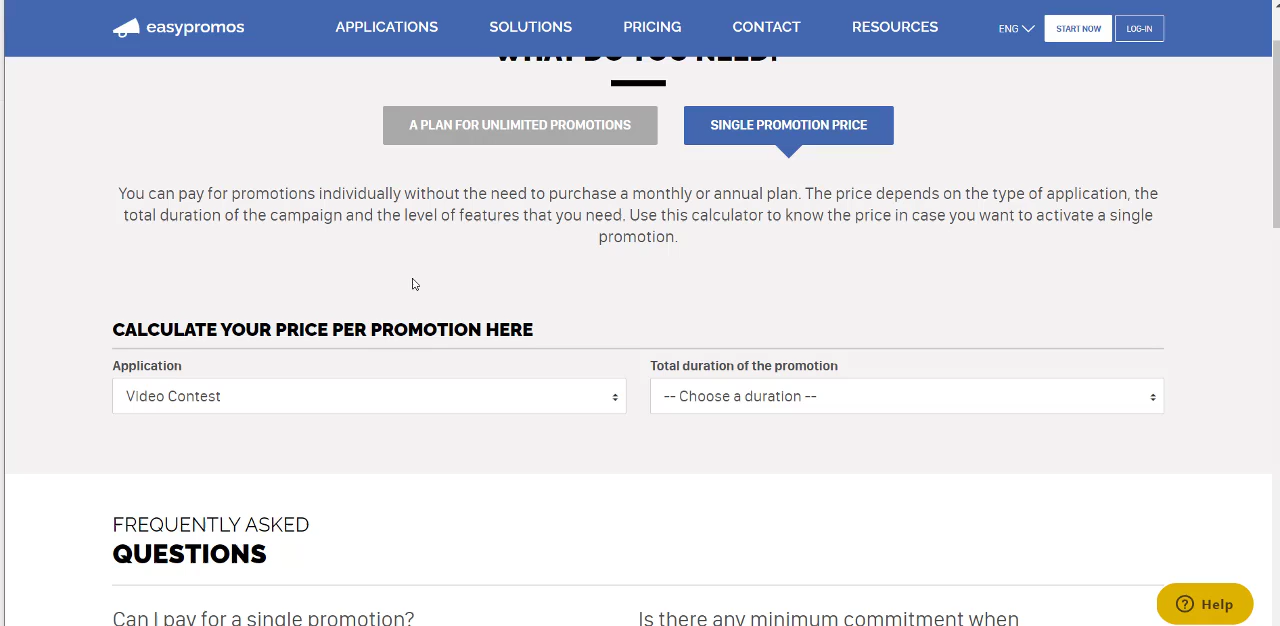 easypromos
APPLICATIONS
SOLUTIONS
PRICING
CONTACT
RESOURCES
ENG
START NOW
LOG-IN
WHAT DO YOU NEED?
A PLAN FOR UNLIMITED PROMOTIONS
SINGLE PROMOTION PRICE
You can pay for promotions individually without the need to purchase a monthly or annual plan. The price depends on the type of application, the
total duration of the campaign and the level of features that you need. Use this calculator to know the price in case you want to activate a single
promotion.
CALCULATE YOUR PRICE PER PROMOTION HERE
Application
Total duration of the promotion
Video Contest
-- Choose a duration --
FREQUENTLY ASKED
QUESTIONS
Can I pay for a single promotion?
Is there any minimum commitment when
Help